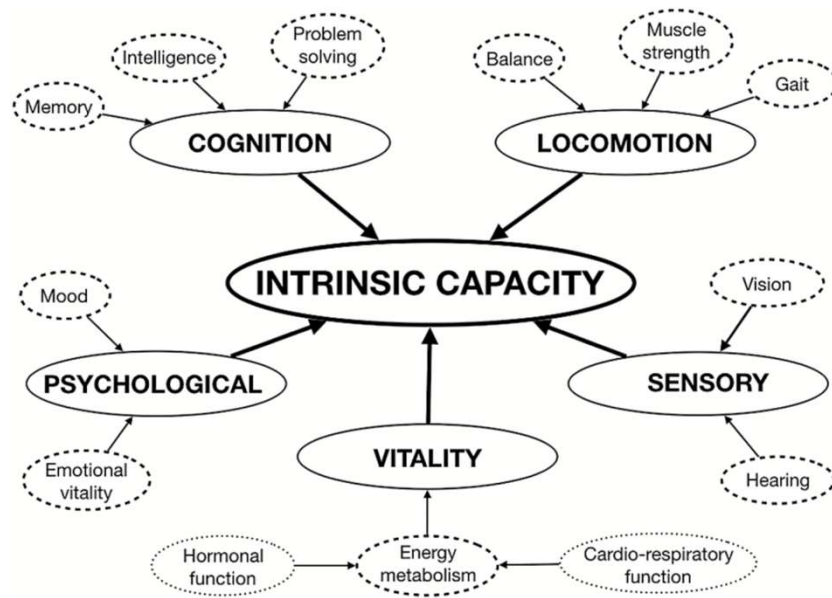 Problem
solving
Intelligence
Memory
COGNITION
Muscle
strength
Balance
Gait
LOCOMOTION
INTRINSIC CAPACITY
Mood
PSYCHOLOGICAL
Emotional
vitality
Vision
SENSORY
Hearing
VITALITY
Hormonal
function
Energy
metabolism
Cardio-respiratory
function